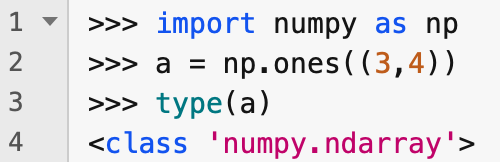 1 >>> import numpy as np
2 >>> a = np.ones((3,4))
3 >>> type(a)
4 <class 'numpy.ndarray'>